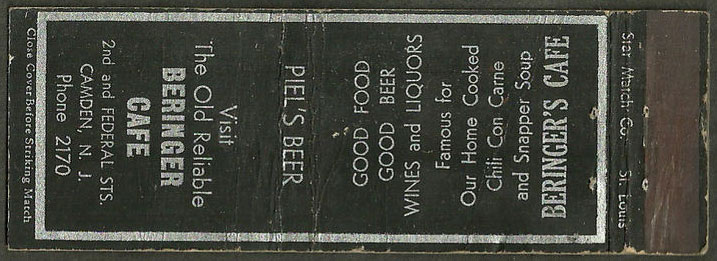 Star Match Co. St. Louis
BERINGER'S CAFE
and Snapper Soup
Chili Con Carne
Our Home Cooked
Famous for
WINES and LIQUORS
GOOD BEER
GOOD FOOD
PIEL'S BEER
Visit
The Old Reliable
BERINGER
CAFE
2nd and FEDERAL STS.
CAMDEN, N. J.
Phone 2170
Close Cover Before Striking Match